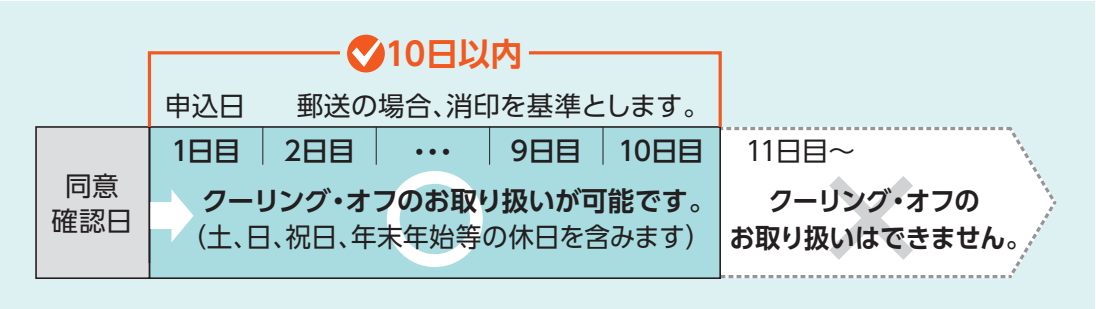 10日以内
申込日 郵送の場合、消印を基準とします。
同意
確認日
1日目 2日目 ・・・ 9日目 10日目
クーリング・オフのお取り扱いが可能です。
(土、日、祝日、年末年始等の休日を含みます)
11日目～
クーリング・オフの
お取り扱いはできません。